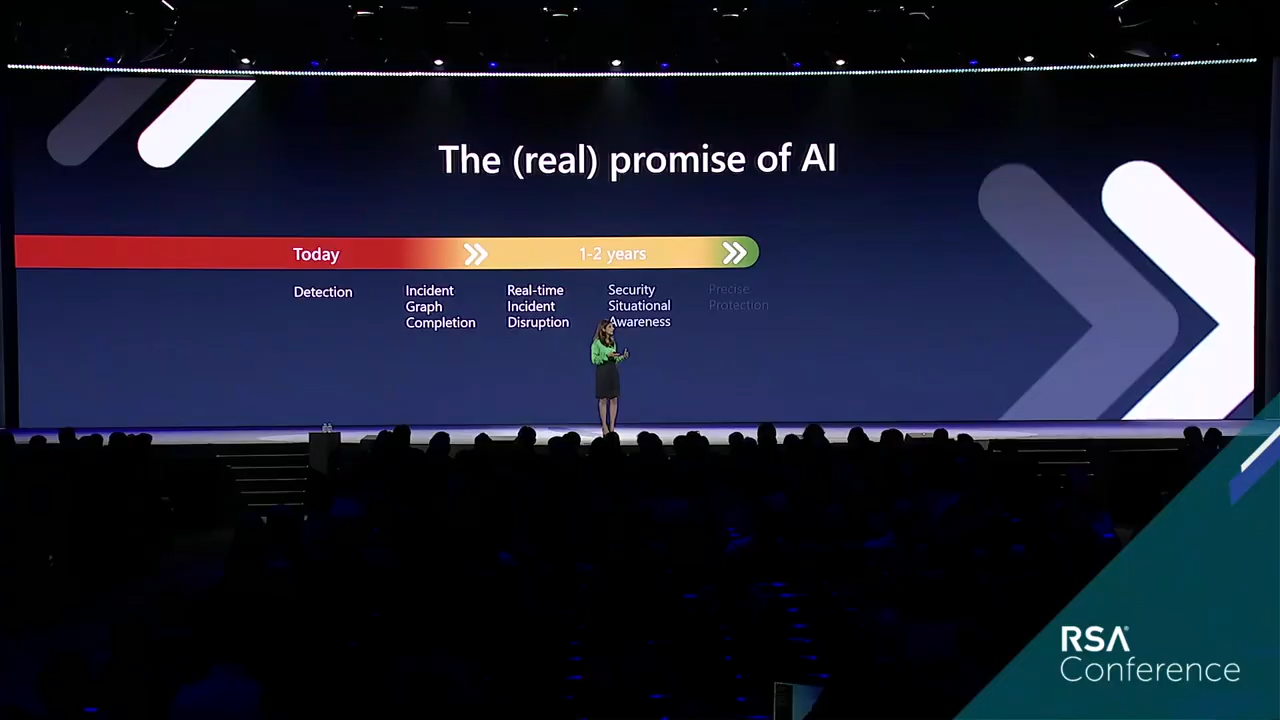 The (real) promise of AI
Today
1-2 years
Detection
Incident
Graph
Completion
Real-time
Incident
Disruption
Security
Situational
Awareness
Precise
Protection
RSA
Conference